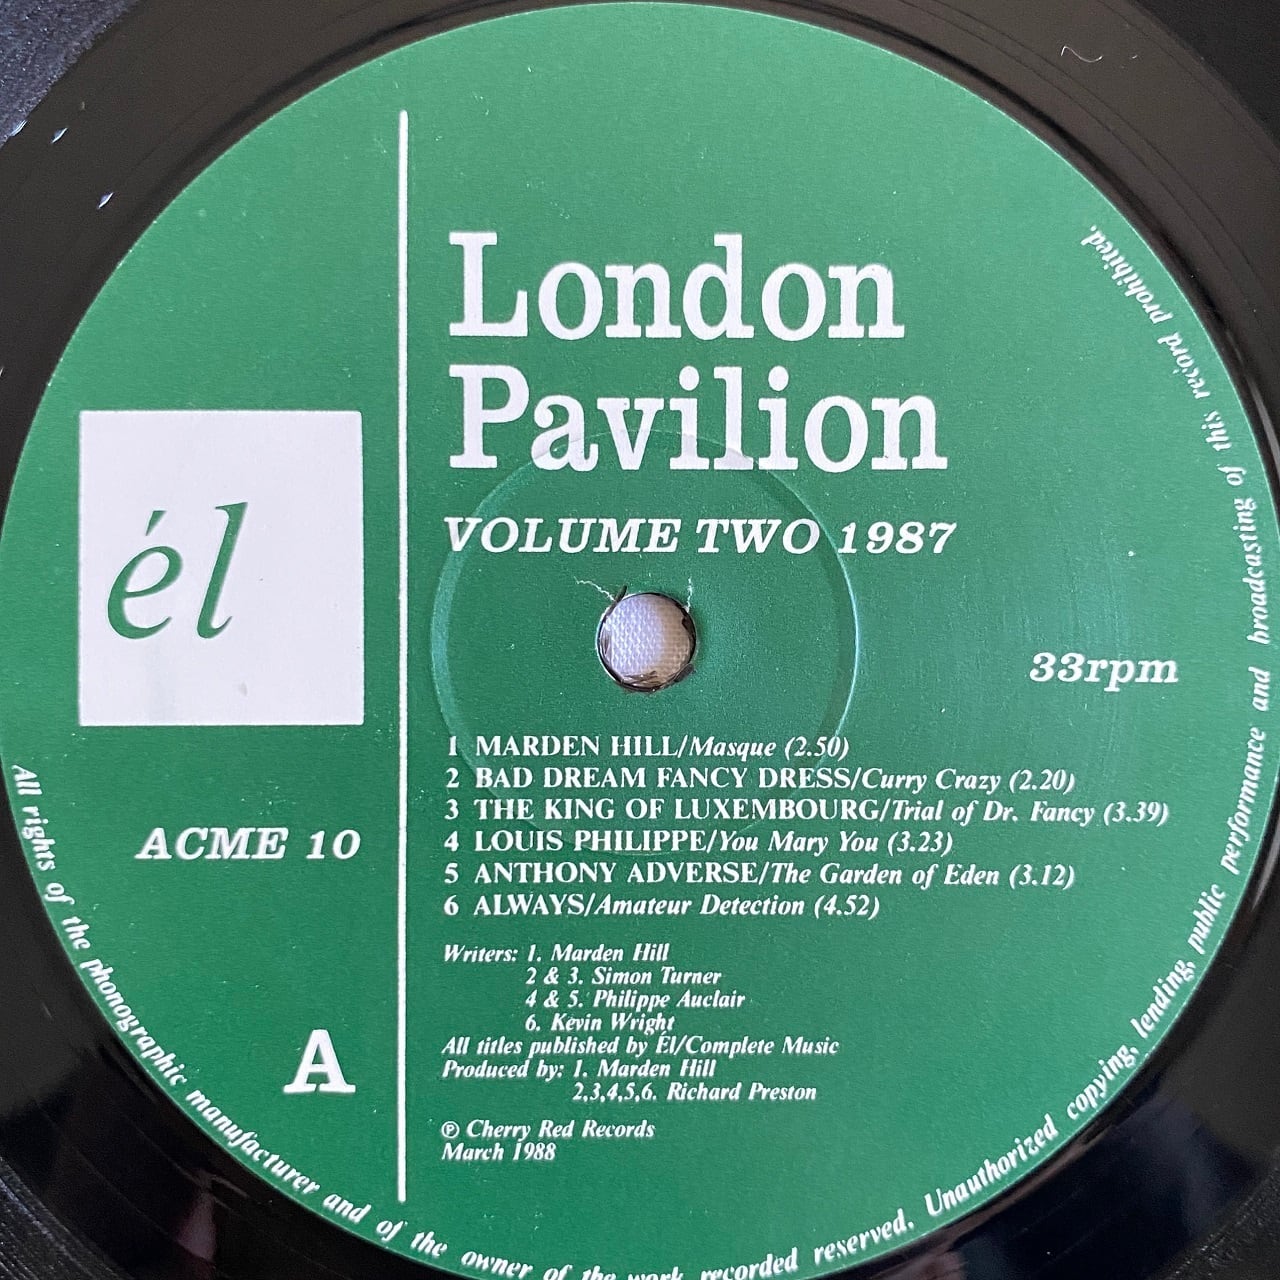 London
Pavilion
VOLUME TWO 1987
él
33rpm
ACME 10
A
1 MARDEN HILL/Masque (2.50)
2 BAD DREAM FANCY DRESS/Curry Crazy (2.20)
3 THE KING OF LUXEMBOURG/Trial of Dr. Fancy (3.39)
4 LOUIS PHILIPPE/You Mary You (3.23)
5 ANTHONY ADVERSE/The Garden of Eden (3.12)
6 ALWAYS/Amateur Detection (4.52)
Writers: 1. Marden Hill
2 & 3. Simon Turner
4 & 5. Philippe Auclair
6. Kevin Wright
All titles published by Él/Complete Music
Produced by: 1. Marden Hill
2,3,4,5,6. Richard Preston
℗ Cherry Red Records
March 1988
All rights of the phonographic manufacturer and of the owner of the work recorded reserved. Unauthorized copying, lending, public performance and broadcasting of this record prohibited.